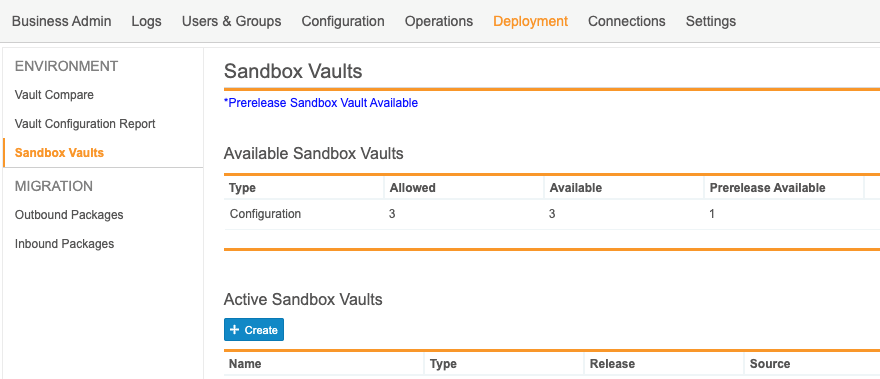 Business Admin Logs Users & Groups Configuration Operations Deployment Connections Settings
ENVIRONMENT
Vault Compare
Vault Configuration Report
Sandbox Vaults
MIGRATION
Outbound Packages
Inbound Packages
Sandbox Vaults
*Prerelease Sandbox Vault Available
Available Sandbox Vaults
Type Allowed Available Prerelease Available
Configuration 3 3 1
Active Sandbox Vaults
+ Create
Name Type Release Source